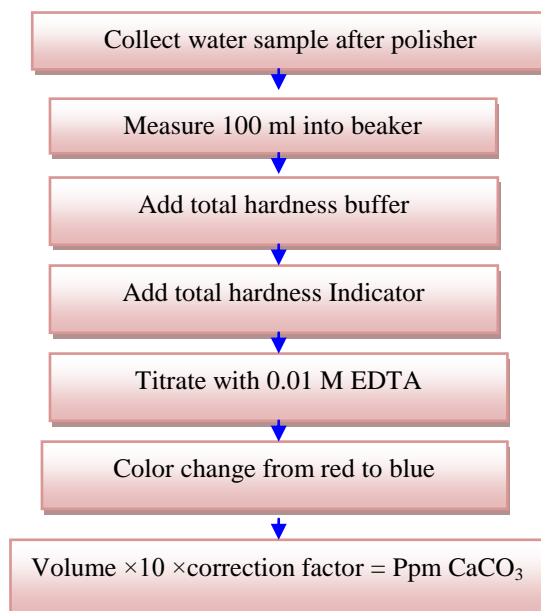 Collect water sample after polisher
Measure 100 ml into beaker
Add total hardness buffer
Add total hardness Indicator
Titrate with 0.01 M EDTA
Color change from red to blue
Volume ×10 ×correction factor = Ppm CaCO₃